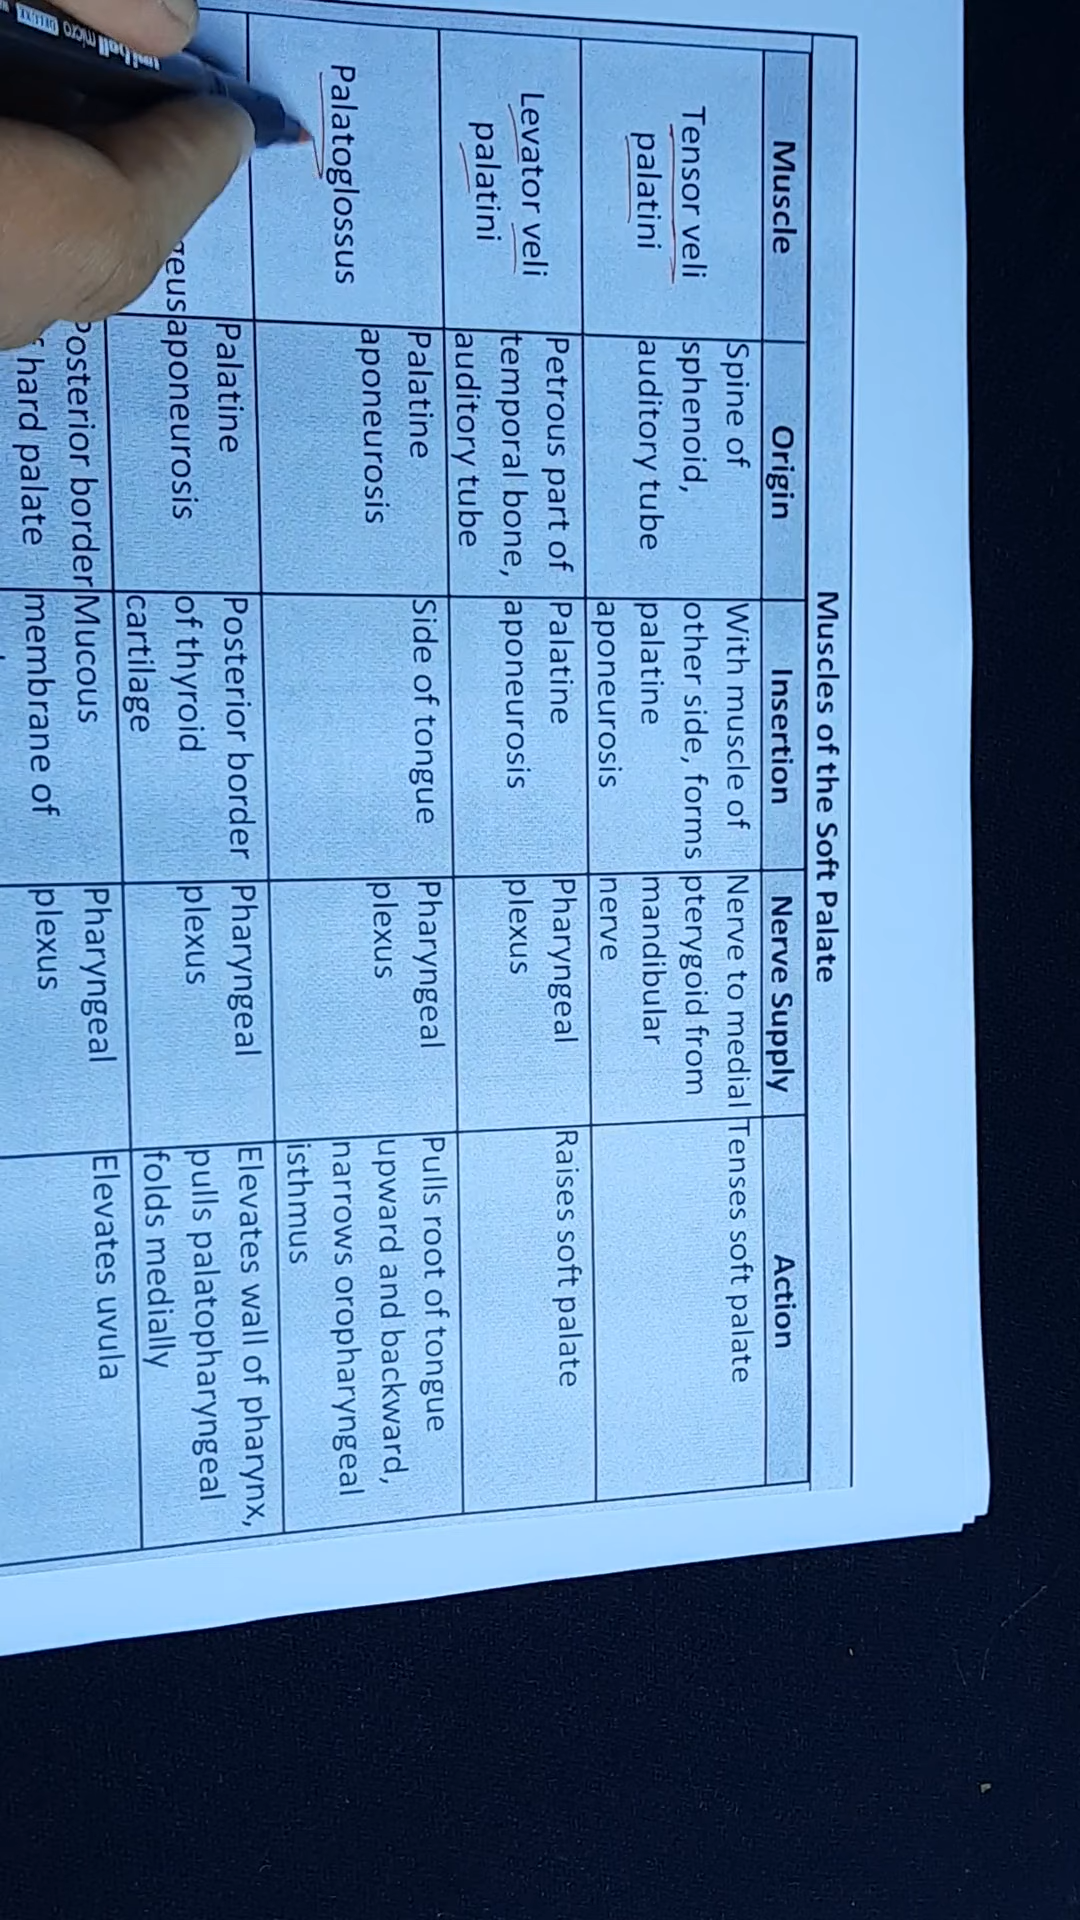 Muscles of the Soft Palate
Muscle Origin Insertion Nerve Supply Action
Tensor veli
palatini
Spine of
sphenoid,
auditory tube
With muscle of
other side, forms
palatine
aponeurosis
Nerve to medial
pterygoid from
mandibular
nerve
Tenses soft palate
Levator veli
palatini
Petrous part of
temporal bone,
auditory tube
Palatine
aponeurosis
Pharyngeal
plexus
Raises soft palate
Palatoglossus
Palatine
aponeurosis
Side of tongue
Pharyngeal
plexus
Pulls root of tongue
upward and backward,
narrows oropharyngeal
isthmus
geus
Palatine
aponeurosis
Posterior border
of thyroid
cartilage
Pharyngeal
plexus
Elevates wall of pharynx,
pulls palatopharyngeal
folds medially
Posterior border
hard palate
Mucous
membrane of
Pharyngeal
plexus
Elevates uvula
uniball micro DELUXE